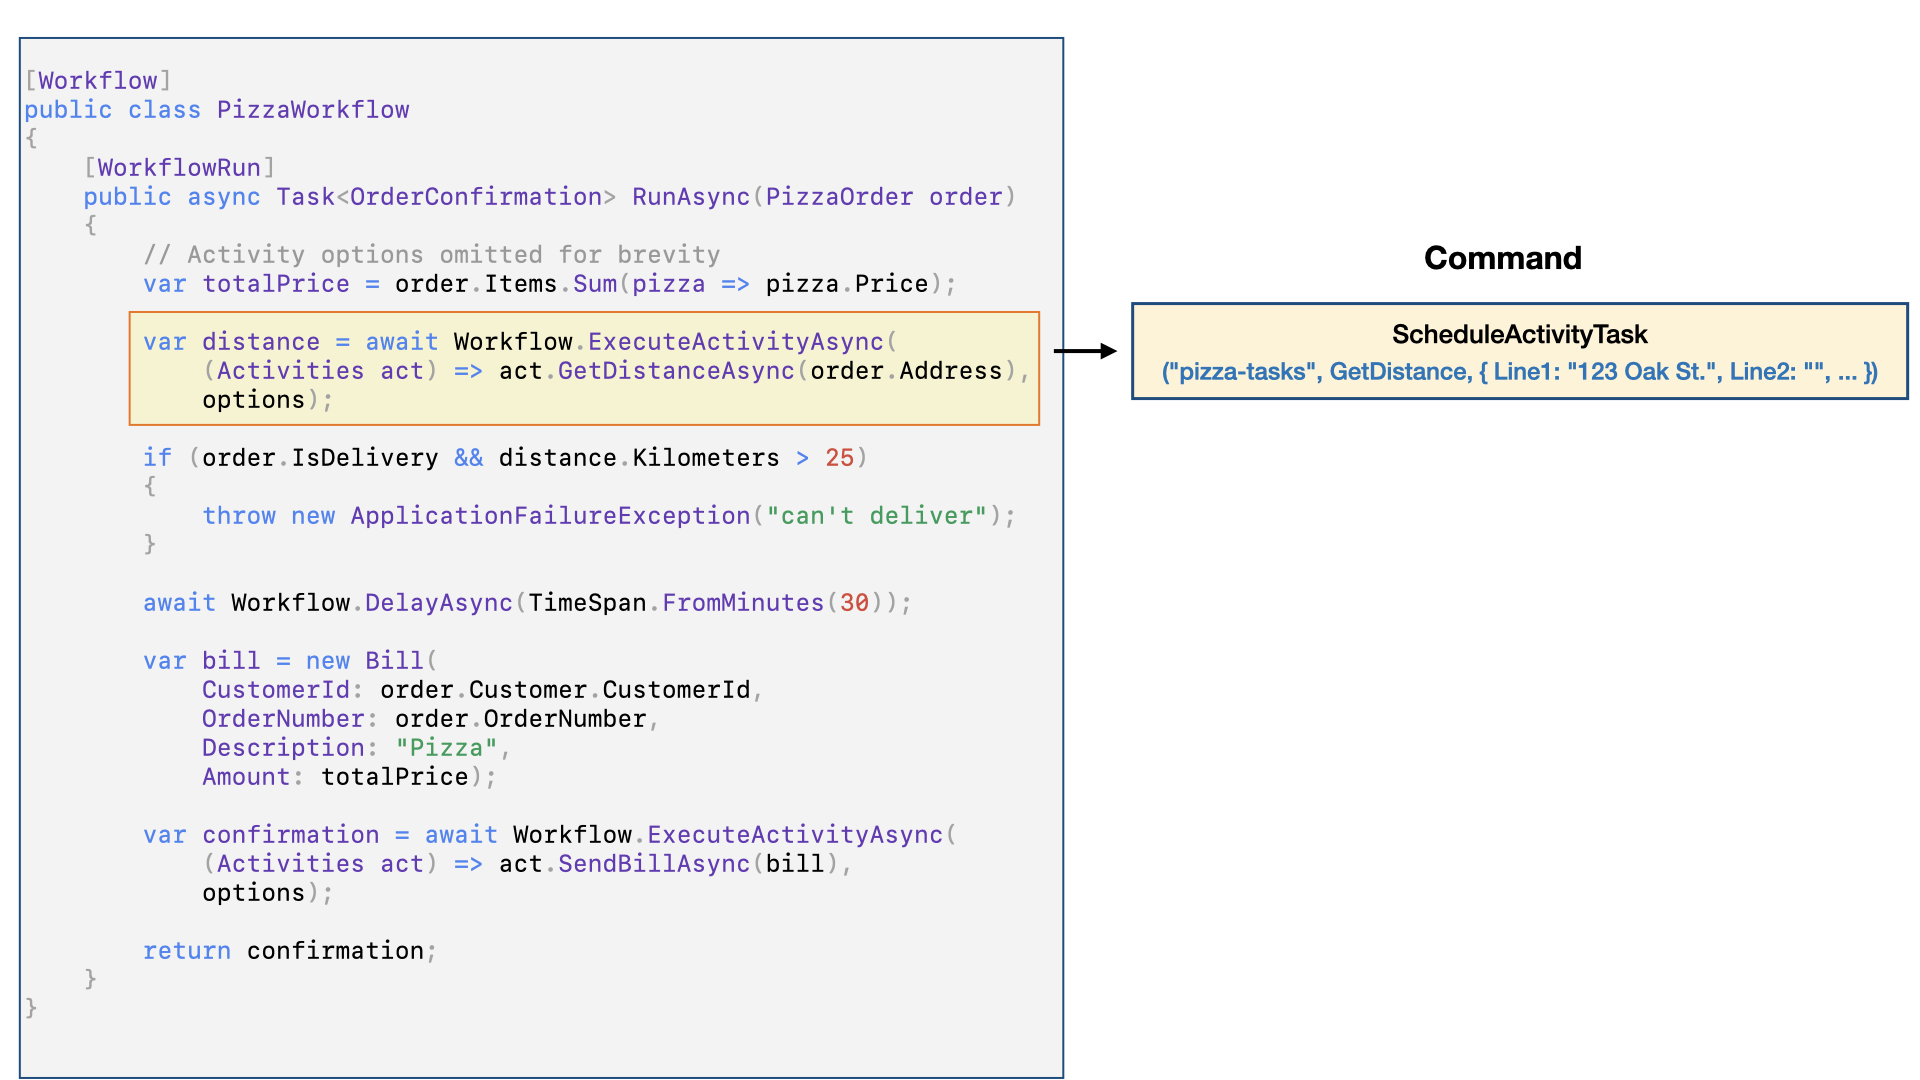 [Workflow]
public class PizzaWorkflow
{
    [WorkflowRun]
    public async Task<OrderConfirmation> RunAsync(PizzaOrder order)
    {
        // Activity options omitted for brevity
        var totalPrice = order.Items.Sum(pizza => pizza.Price);
        var distance = await Workflow.ExecuteActivityAsync(
            (Activities act) => act.GetDistanceAsync(order.Address),
            options);
        if (order.IsDelivery && distance.Kilometers > 25)
        {
            throw new ApplicationFailureException("can't deliver");
        }
        await Workflow.DelayAsync(TimeSpan.FromMinutes(30));
        var bill = new Bill(
            CustomerId: order.Customer.CustomerId,
            OrderNumber: order.OrderNumber,
            Description: "Pizza",
            Amount: totalPrice);
        var confirmation = await Workflow.ExecuteActivityAsync(
            (Activities act) => act.SendBillAsync(bill),
            options);
        return confirmation;
    }
}
Command
ScheduleActivityTask
("pizza-tasks", GetDistance, { Line1: "123 Oak St.", Line2: "", ... })